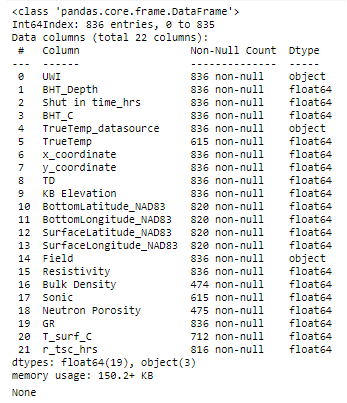 <class 'pandas.core.frame.DataFrame'>
Int64Index: 836 entries, 0 to 835
Data columns (total 22 columns):
 #   Column                  Non-Null Count  Dtype
---  ------                  --------------  -----
 0   UWI                     836 non-null    object
 1   BHT_Depth               836 non-null    float64
 2   Shut in time_hrs        836 non-null    float64
 3   BHT_C                   836 non-null    float64
 4   TrueTemp_datasource     836 non-null    object
 5   TrueTemp                615 non-null    float64
 6   x_coordinate            836 non-null    float64
 7   y_coordinate            836 non-null    float64
 8   TD                      836 non-null    float64
 9   KB Elevation            836 non-null    float64
 10  BottomLatitude_NAD83    820 non-null    float64
 11  BottomLongitude_NAD83   820 non-null    float64
 12  SurfaceLatitude_NAD83   820 non-null    float64
 13  SurfaceLongitude_NAD83  820 non-null    float64
 14  Field                   836 non-null    object
 15  Resistivity             836 non-null    float64
 16  Bulk Density            474 non-null    float64
 17  Sonic                   615 non-null    float64
 18  Neutron Porosity        475 non-null    float64
 19  GR                      836 non-null    float64
 20  T_surf_C                712 non-null    float64
 21  r_tsc_hrs               816 non-null    float64
dtypes: float64(19), object(3)
memory usage: 150.2+ KB
None